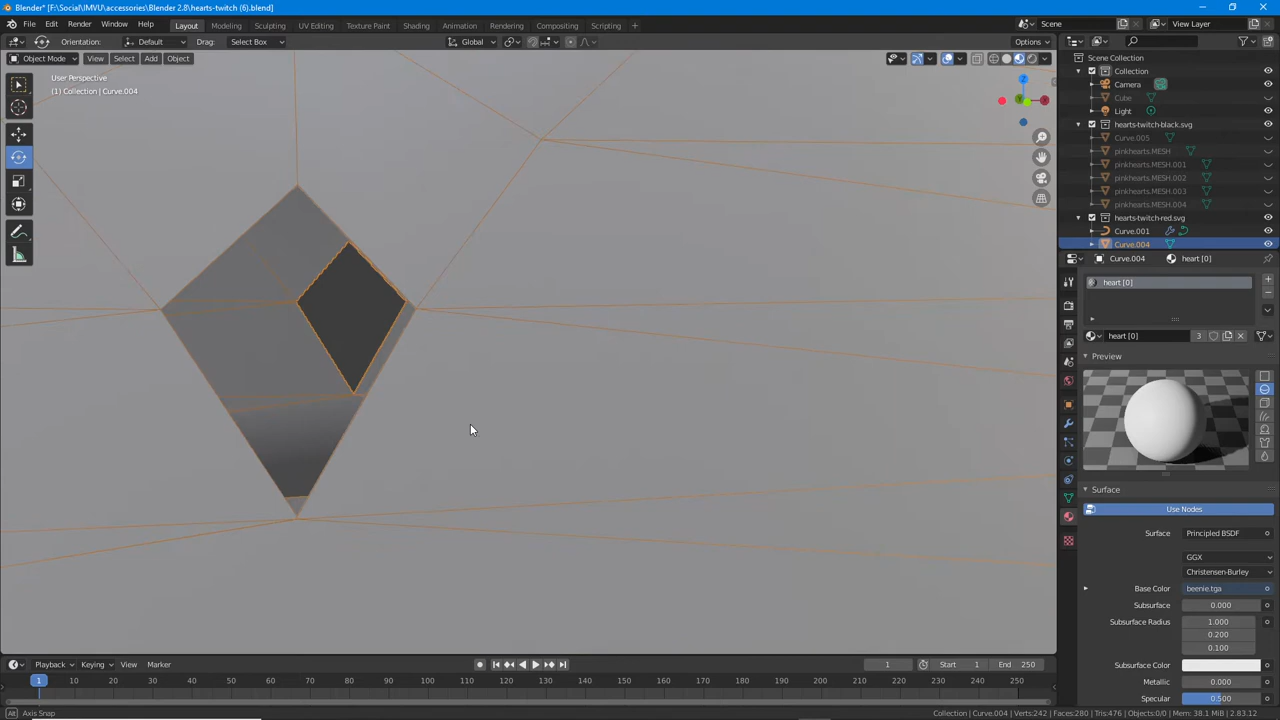 Blender* [F:\Social\IMVU\accessories\Blender 2.8\hearts-twitch (6).blend]
File Edit Render Window Help Layout Modeling Sculpting UV Editing Texture Paint Shading Animation Rendering Compositing Scripting Scene View Layer
Orientation: Default Drag: Select Box Global Options
Object Mode View Select Add Object
User Perspective
(1) Collection | Curve.004
Scene Collection
Collection
Camera
Cube
Light
hearts-twitch-black.svg
Curve.005
pinkhearts.MESH
pinkhearts.MESH.001
pinkhearts.MESH.002
pinkhearts.MESH.003
pinkhearts.MESH.004
hearts-twitch-red.svg
Curve.001
Curve.004
Curve.004 heart [0]
heart [0]
heart [0] 3
Preview
Surface
Use Nodes
Surface Principled BSDF
GGX
Christensen-Burley
Base Color beenie.tga
Subsurface 0.000
Subsurface Radius 1.000
0.200
0.100
Subsurface Color
Metallic 0.000
Specular 0.500
Playback Keying View Marker 1 Start 1 End 250
1 10 20 30 40 50 60 70 80 90 100 110 120 130 140 150 160 170 180 190 200 210 220 230 240 250
Axis Snap Collection | Curve.004 | Verts:242 | Faces:280 | Tris:476 | Objects:0/0 | Mem: 38.1 MiB | 2.83.12
X Z